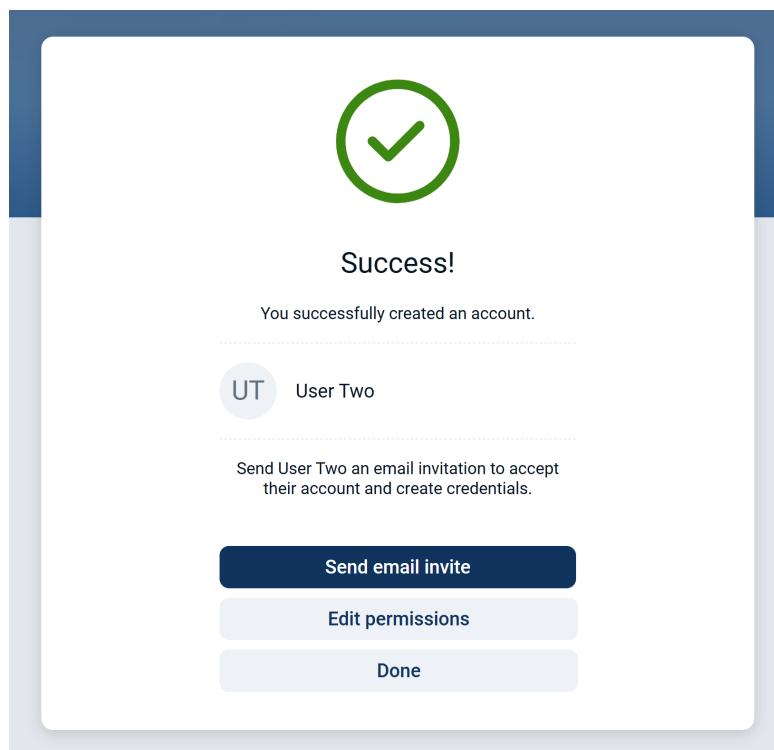 Success!
You successfully created an account.
UT
User Two
Send User Two an email invitation to accept
their account and create credentials.
Send email invite
Edit permissions
Done